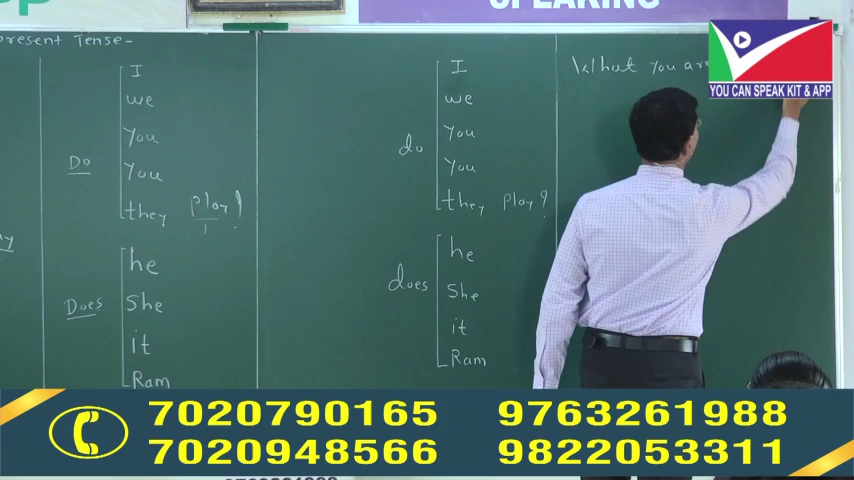 SPEAKING
Present Tense-
I
we
You
Do
You
they play?
he
Does
She
it
Ram
I
we
You
do
You
they play?
he
does
She
it
Ram
What you are
YOU CAN SPEAK KIT & APP
7020790165 9763261988
7020948566 9822053311